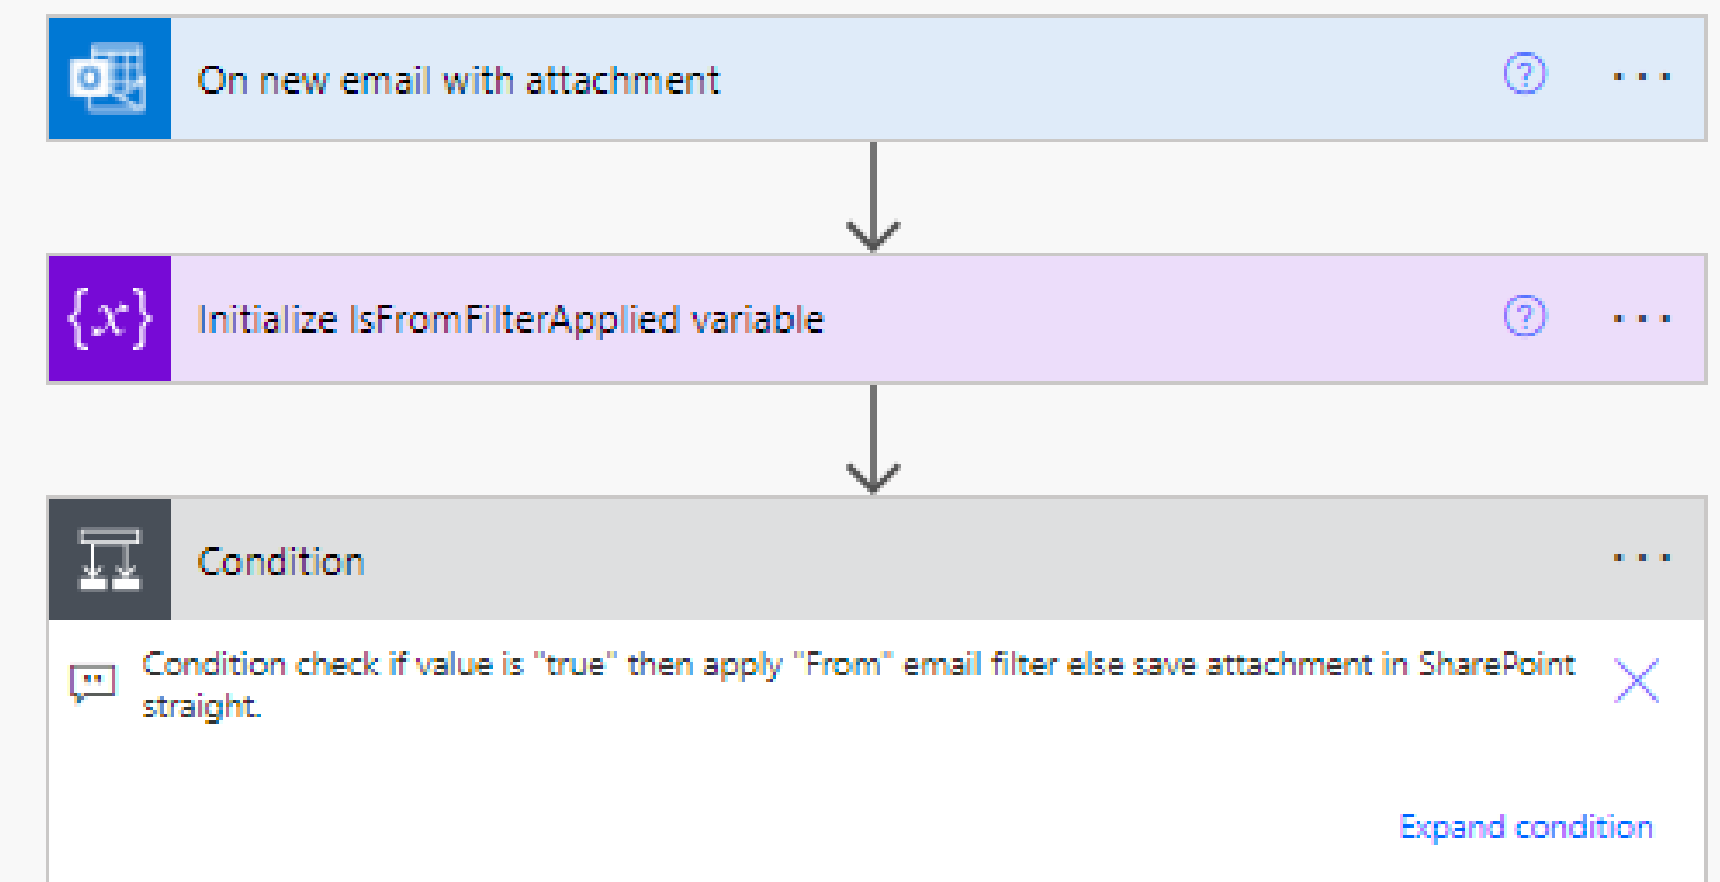 On new email with attachment
{x} Initialize IsFromFilterApplied variable
Condition
Condition check if value is "true" then apply "From" email filter else save attachment in SharePoint
straight.
Expand condition